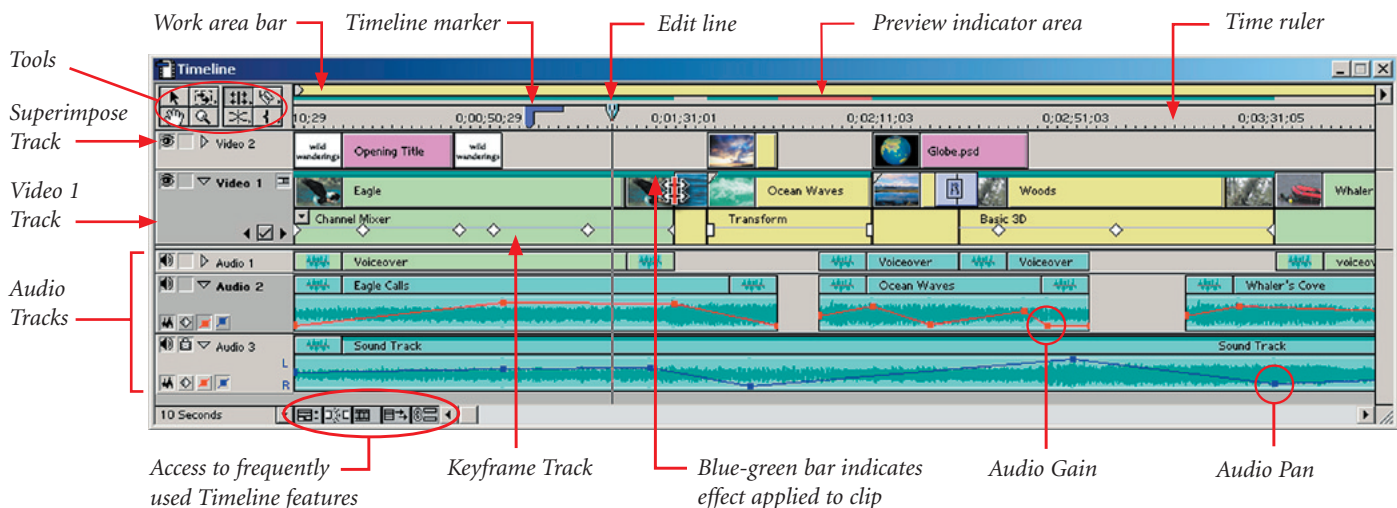 Work area bar
Timeline marker
Edit line
Preview indicator area
Time ruler
Tools
Superimpose
Track
Video 1
Track
Audio
Tracks
Timeline
10;29
0;00;50;29
0;01;31;01
0;02;11;03
0;02;51;03
0;03;31;05
Video 2
wild
wanderings
Opening Title
wild
wanderings
Globe.psd
Video 1
Eagle
Ocean Waves
Woods
Whaler
Channel Mixer
Transform
Basic 3D
Audio 1
Voiceover
Voiceover
Voiceover
voiceov
Audio 2
Eagle Calls
Ocean Waves
Whaler's Cove
Audio 3
Sound Track
Sound Track
L
R
10 Seconds
Access to frequently
used Timeline features
Keyframe Track
Blue-green bar indicates
effect applied to clip
Audio Gain
Audio Pan